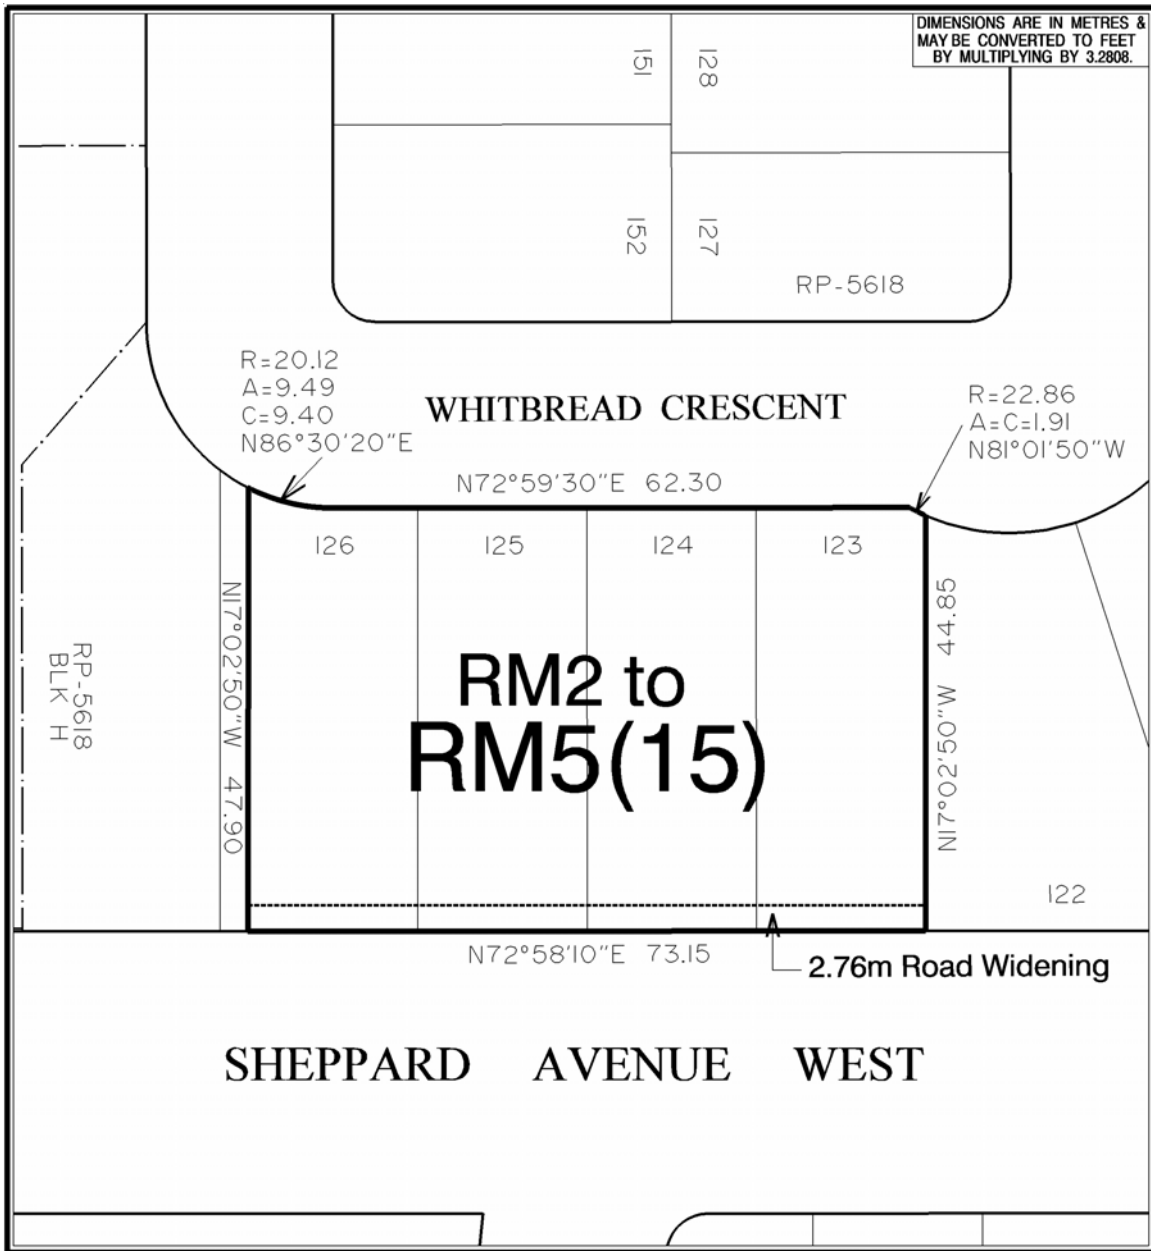 DIMENSIONS ARE IN METRES &
MAY BE CONVERTED TO FEET
BY MULTIPLYING BY 3.2808.
151
128
152
127
RP-5618
R=20.12
A=9.49
C=9.40
N86°30'20"E
WHITBREAD CRESCENT
R=22.86
A=C=1.91
N81°01'50"W
N72°59'30"E 62.30
126
125
124
123
N17°02'50"W 47.90
N17°02'50"W 44.85
RP-5618
BLK H
RM2 to
RM5(15)
122
N72°58'10"E 73.15
2.76m Road Widening
SHEPPARD AVENUE WEST